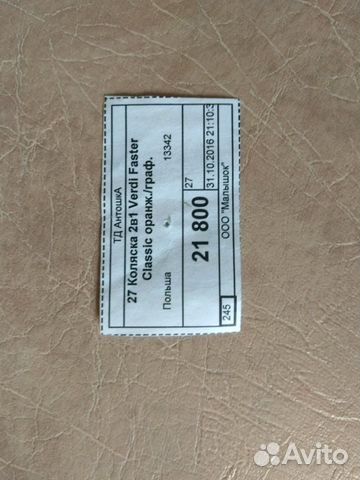 ТД АнтошкА
27 Коляска 2в1 Verdi Faster
Classic оранж./граф.
Польша 13342
21 800 27
31.10.2016 21:10:3
245 ООО "Малышок"
Avito